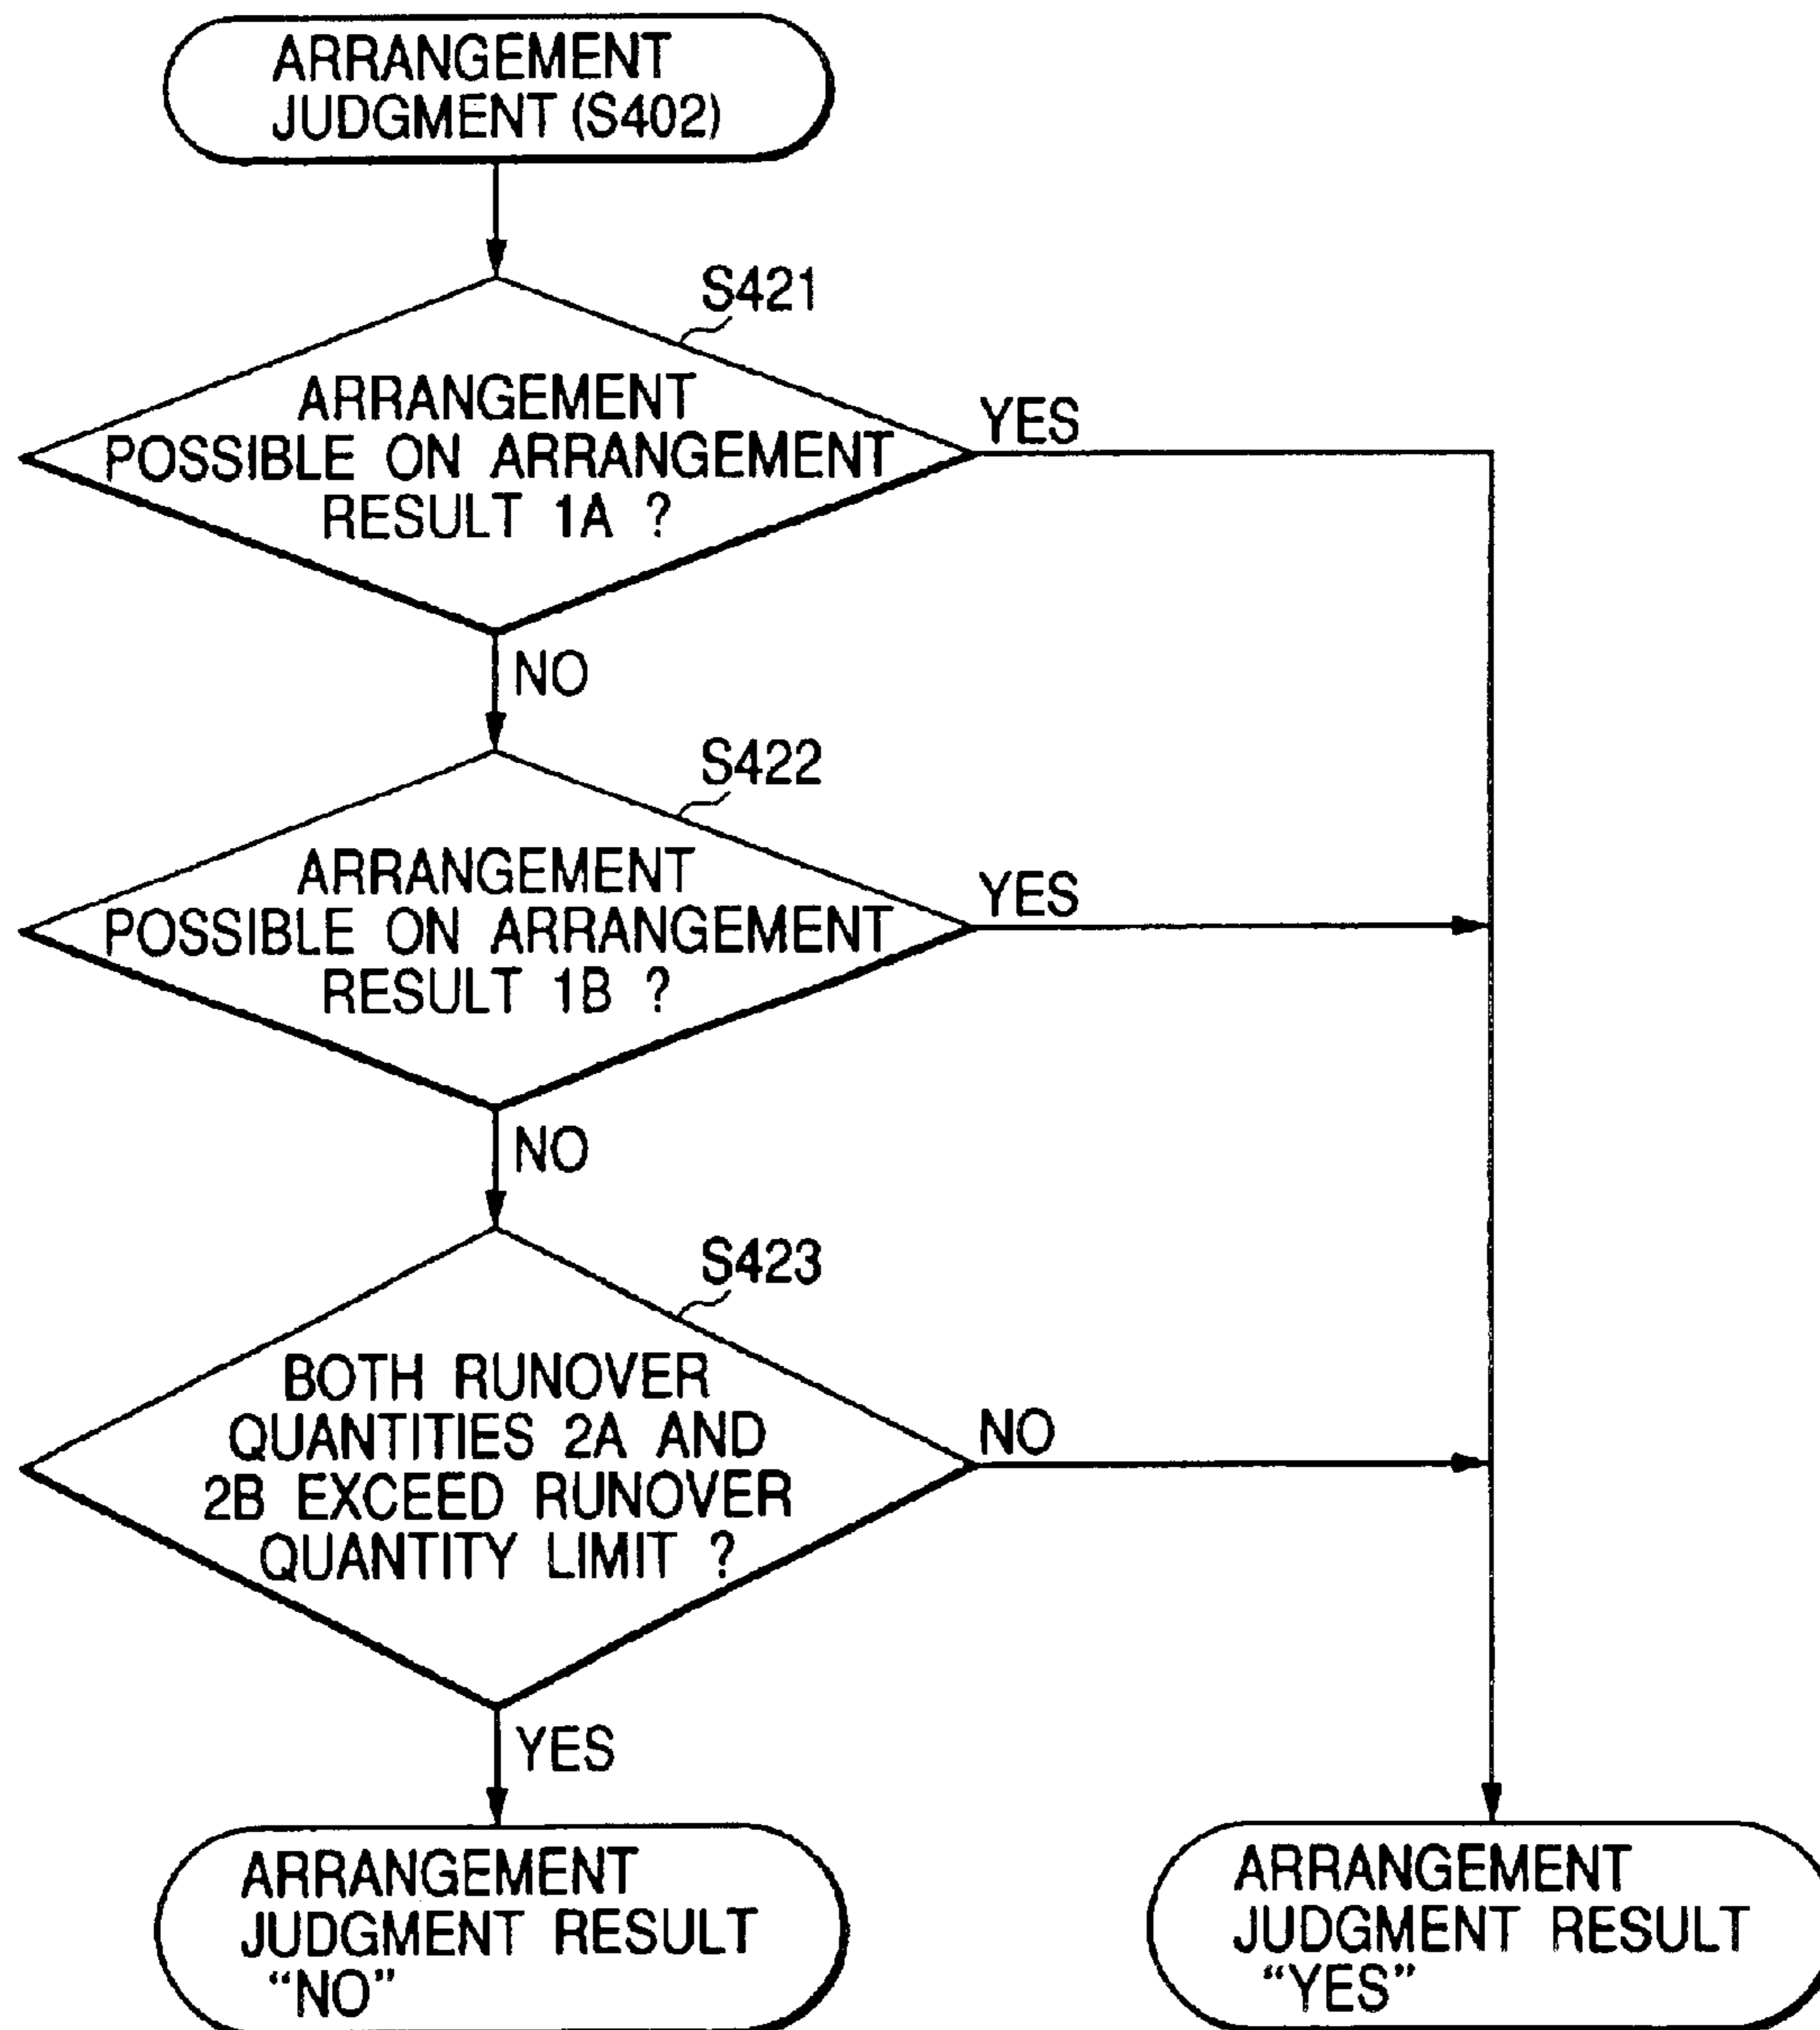 ARRANGEMENT
JUDGMENT (S402)
S421
ARRANGEMENT
POSSIBLE ON ARRANGEMENT
RESULT 1A ?
YES
NO
S422
ARRANGEMENT
POSSIBLE ON ARRANGEMENT
RESULT 1B ?
YES
NO
S423
BOTH RUNOVER
QUANTITIES 2A AND
2B EXCEED RUNOVER
QUANTITY LIMIT ?
NO
YES
ARRANGEMENT
JUDGMENT RESULT
“NO”
ARRANGEMENT
JUDGMENT RESULT
“YES”